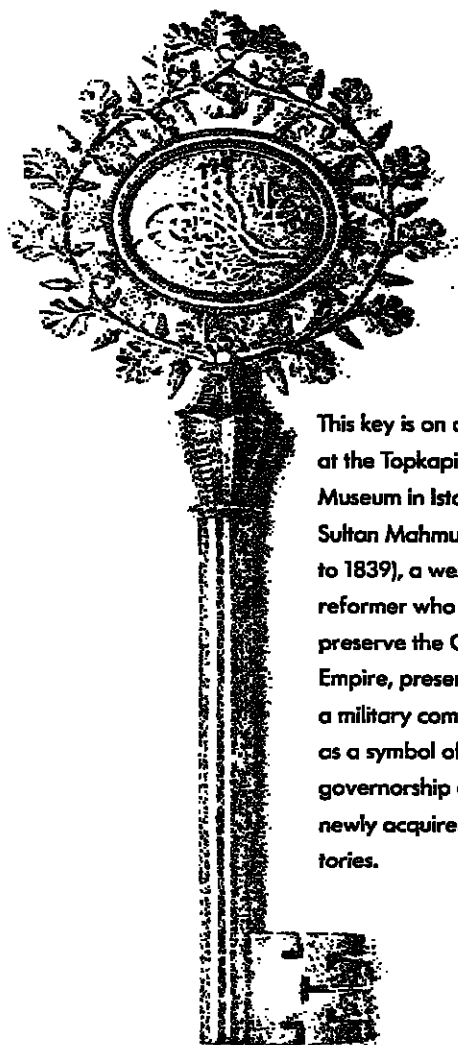 This key is on
at the Topkapi
Museum in Ist
Sultan Mahmu
to 1839), a we
reformer who
preserve the
Empire, prese
a military com
as a symbol of
governorship
newly acquire
tories.